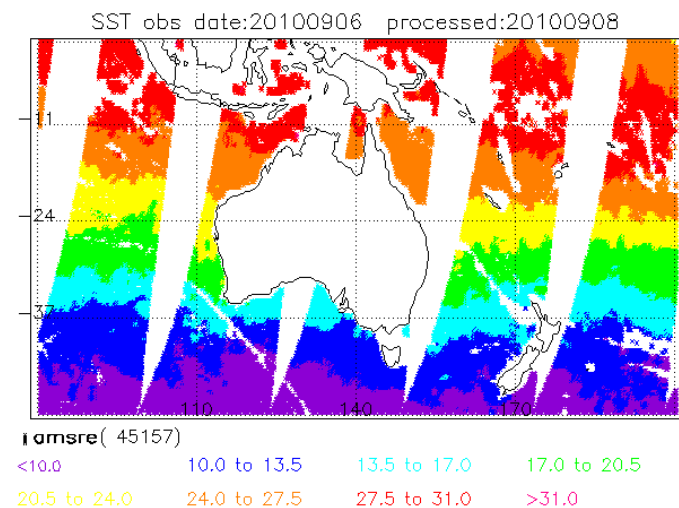 SST obs date:20100906 processed:20100908
-11
-24
-37
110 140 170
amsre( 45157)
<10.0 10.0 to 13.5 13.5 to 17.0 17.0 to 20.5
20.5 to 24.0 24.0 to 27.5 27.5 to 31.0 >31.0